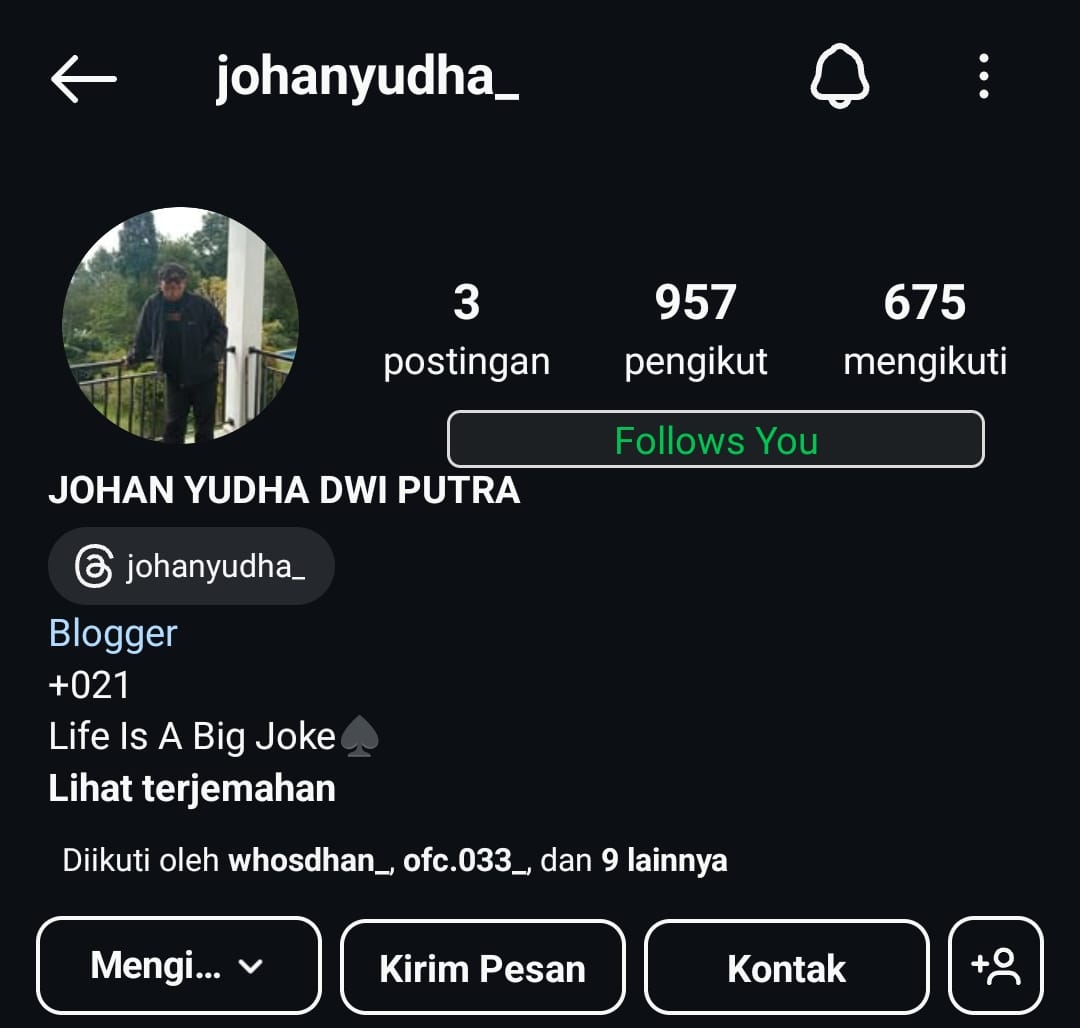 johanyudha_
3 957 675
postingan pengikut mengikuti
Follows You
JOHAN YUDHA DWI PUTRA
johanyudha_
Blogger
+021
Life Is A Big Joke♠
Lihat terjemahan
Diikuti oleh whosdhan_, ofc.033_, dan 9 lainnya
Mengi... Kirim Pesan Kontak